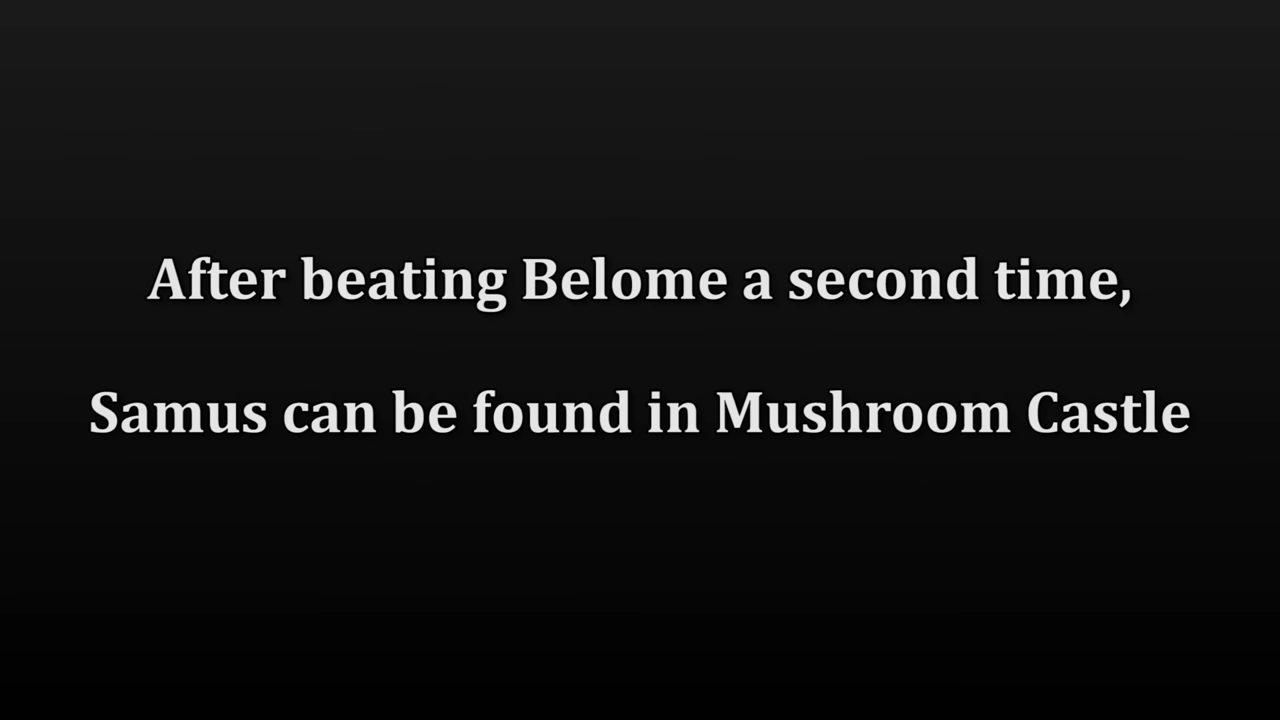 After beating Belome a second time,
Samus can be found in Mushroom Castle